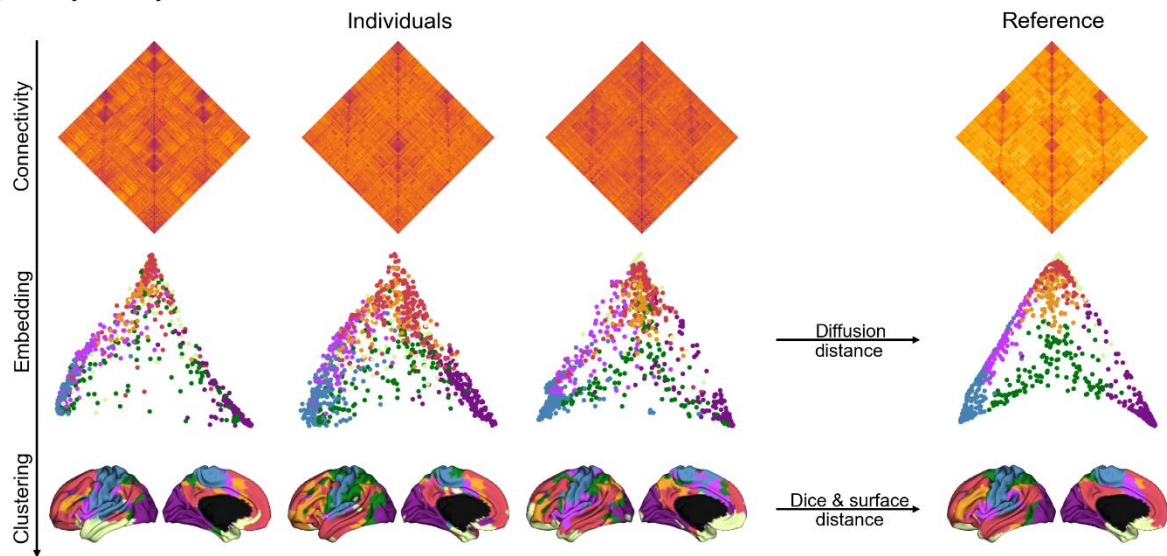 Individuals
Reference
Connectivity
Embedding
Diffusion
distance
Clustering
Dice & surface
distance